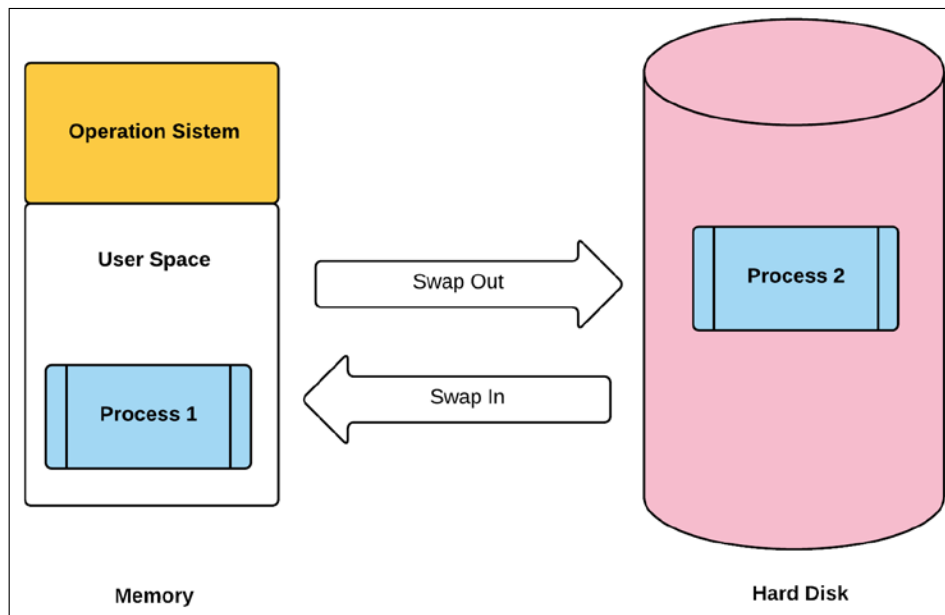 Operation Sistem
User Space
Swap Out
Process 2
Swap In
Process 1
Memory
Hard Disk